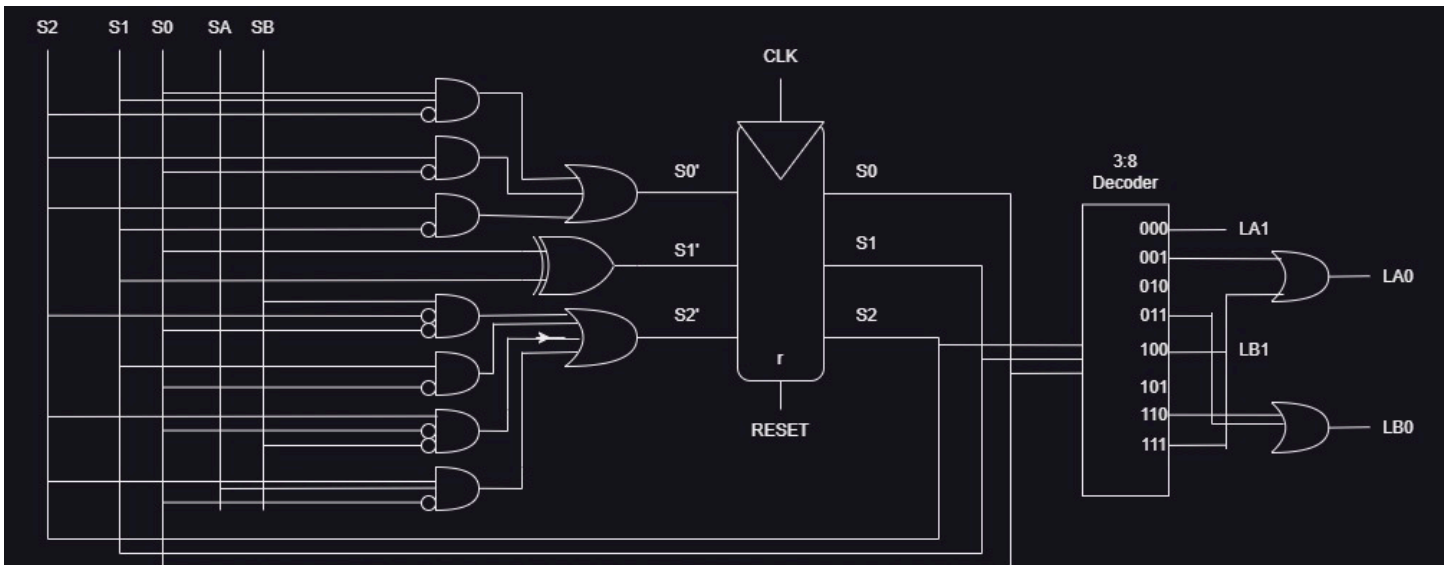 S2 S1 S0 SA SB
CLK
3:8
Decoder
S0' S0
S1' S1
S2' S2
r
RESET
000 LA1
001
010 LA0
011
100 LB1
101
110 LB0
111